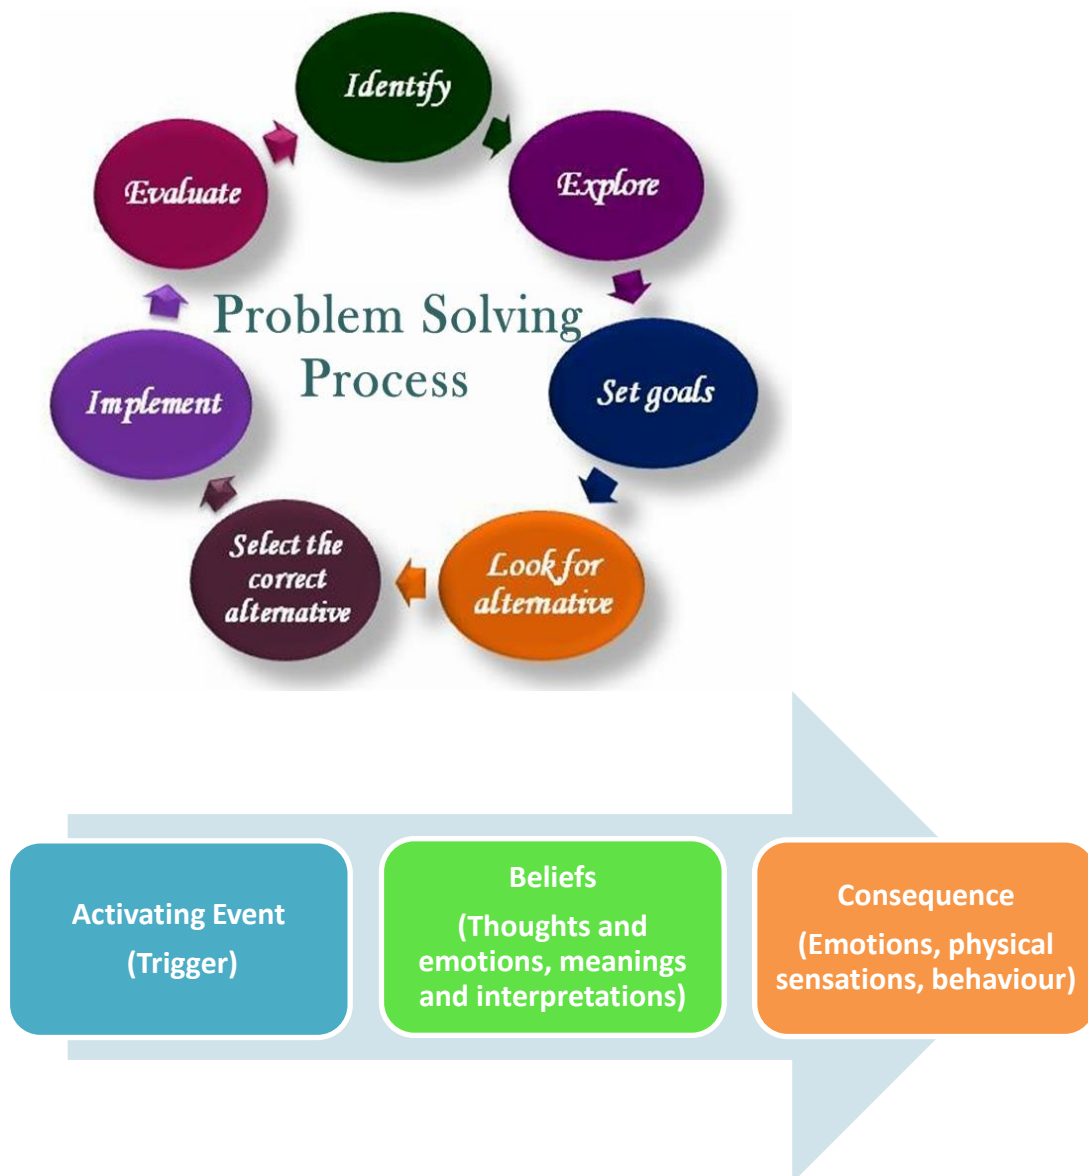 Identify
Explore
Set goals
Look for
alternative
Select the
correct
alternative
Implement
Evaluate
Problem Solving
Process
Activating Event
(Trigger)
Beliefs
(Thoughts and
emotions, meanings
and interpretations)
Consequence
(Emotions, physical
sensations, behaviour)